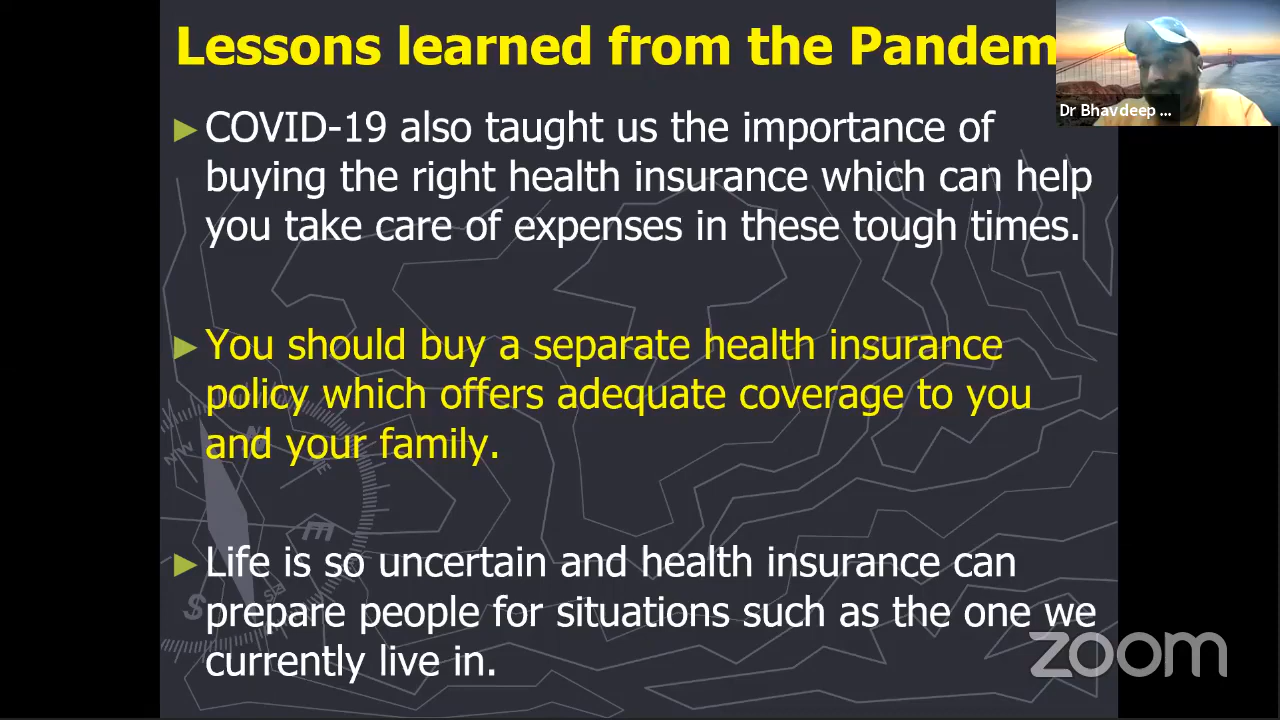 Lessons learned from the Pandem
Dr Bhavdeep ...
►COVID-19 also taught us the importance of
buying the right health insurance which can help
you take care of expenses in these tough times.
►You should buy a separate health insurance
policy which offers adequate coverage to you
and your family.
►Life is so uncertain and health insurance can
prepare people for situations such as the one we
currently live in.
zoom
N
NW
E
SE
S